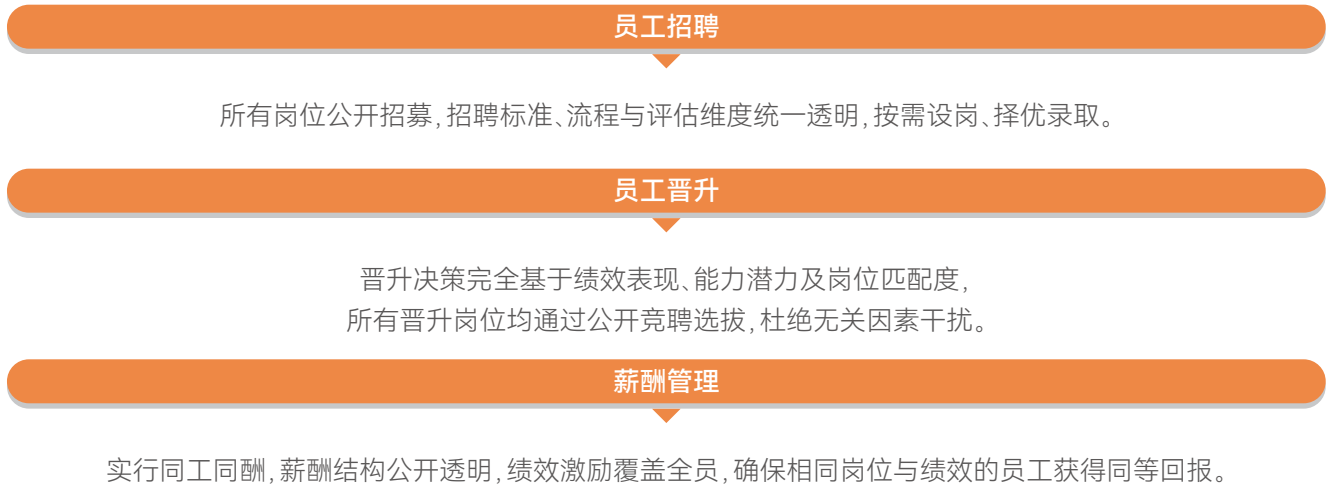 员工招聘
所有岗位公开招募,招聘标准、流程与评估维度统一透明,按需设岗、择优录取。
员工晋升
晋升决策完全基于绩效表现、能力潜力及岗位匹配度,
所有晋升岗位均通过公开竞聘选拔,杜绝无关因素干扰。
薪酬管理
实行同工同酬,薪酬结构公开透明,绩效激励覆盖全员,确保相同岗位与绩效的员工获得同等回报。